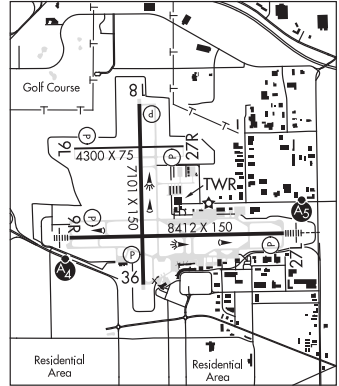 Golf Course
18
P
P
9L
4300 X 75
27R
P
7101 X 150
TWR
9R
P
8412 X 150
A5
P
27L
A4
P
36
Residential
Area
Residential
Area